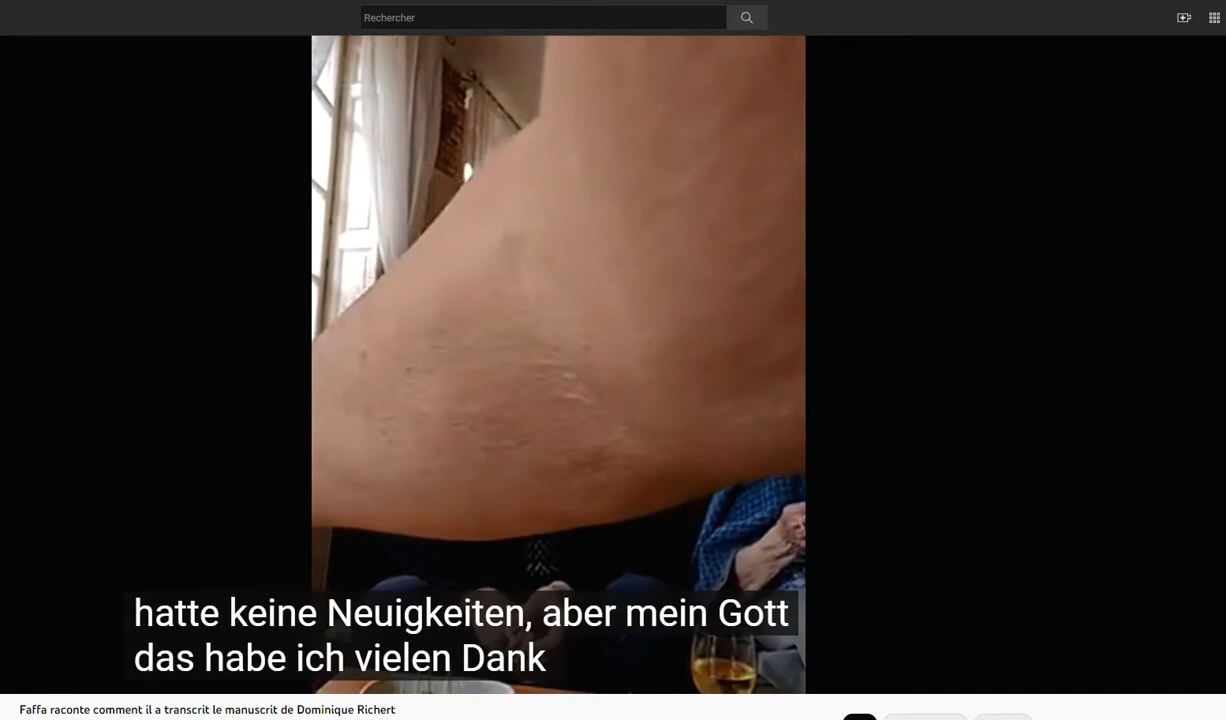 Rechercher
hatte keine Neuigkeiten, aber mein Gott
das habe ich vielen Dank
Faffa raconte comment il a transcrit le manuscrit de Dominique Richert